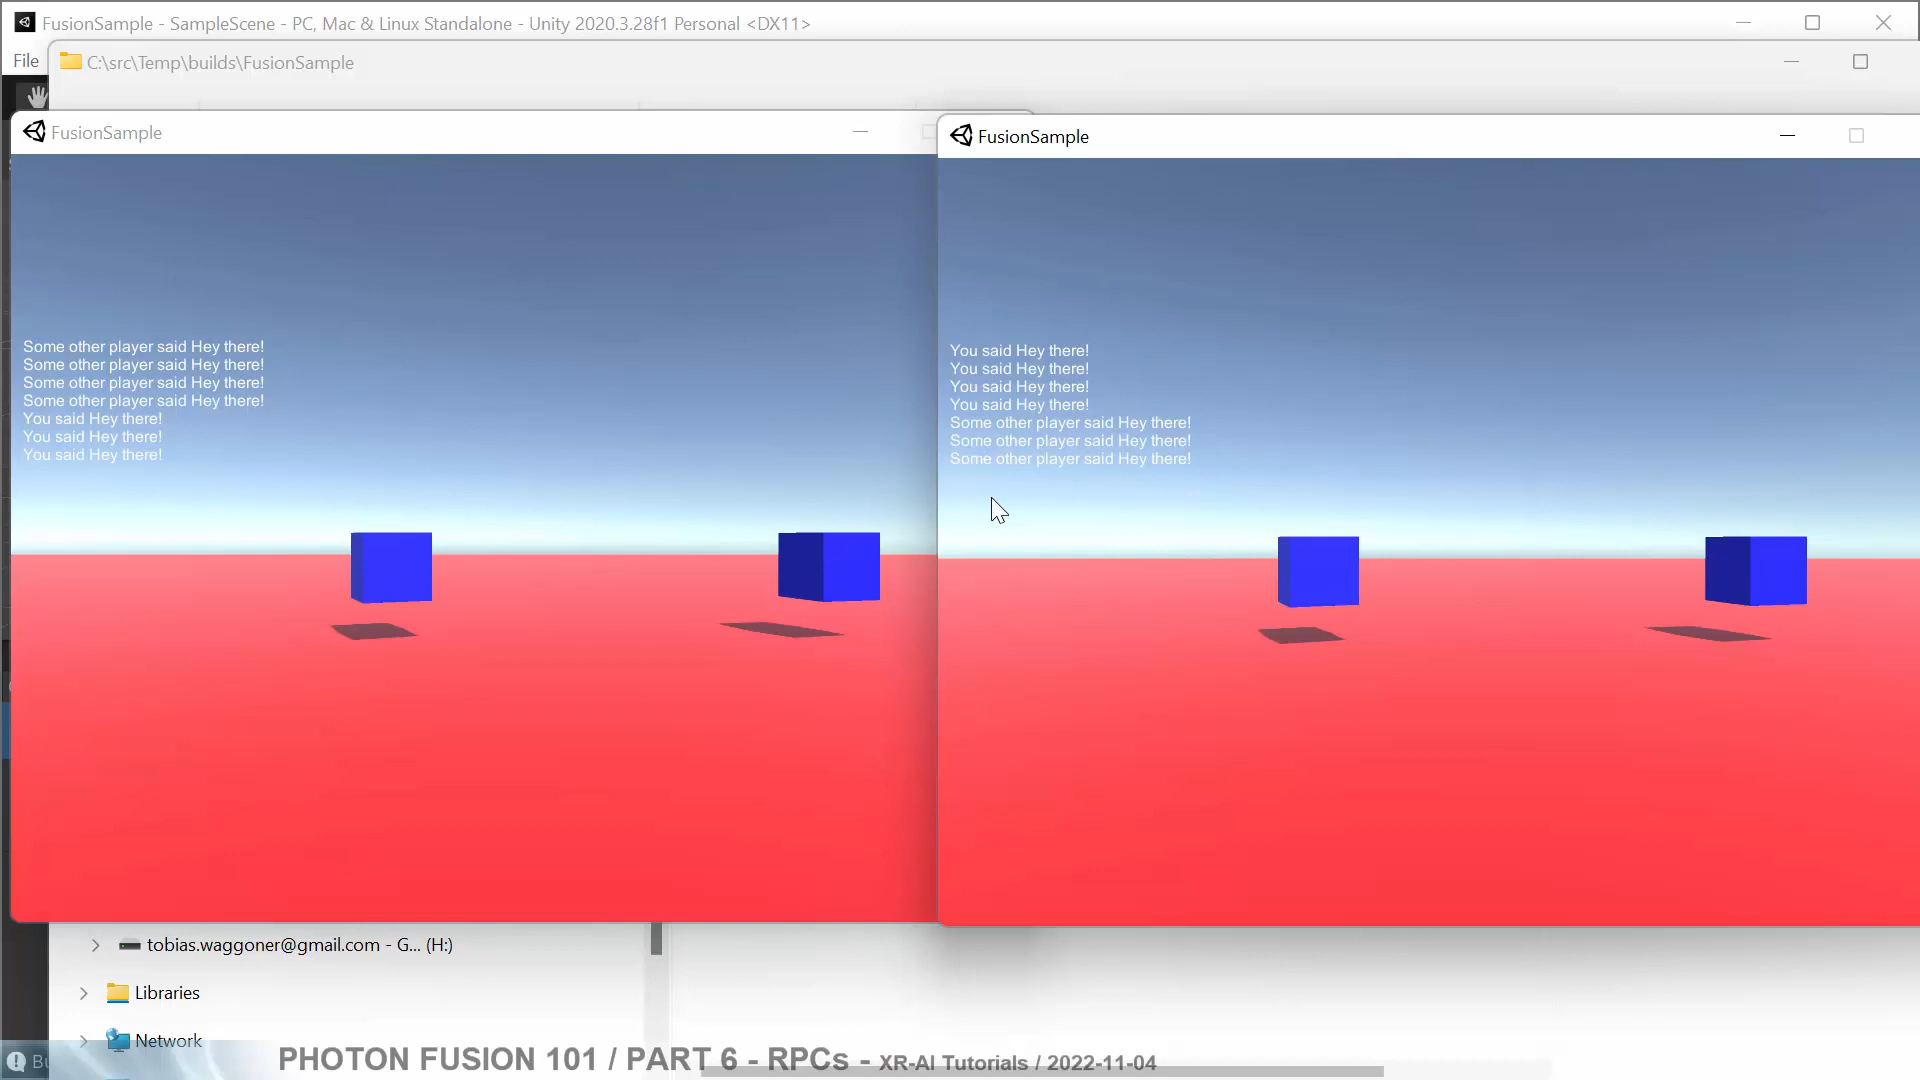 FusionSample - SampleScene - PC, Mac & Linux Standalone - Unity 2020.3.28f1 Personal <DX11>
File
C:\src\Temp\builds\FusionSample
FusionSample
Some other player said Hey there!
Some other player said Hey there!
Some other player said Hey there!
Some other player said Hey there!
You said Hey there!
You said Hey there!
You said Hey there!
FusionSample
You said Hey there!
You said Hey there!
You said Hey there!
You said Hey there!
Some other player said Hey there!
Some other player said Hey there!
Some other player said Hey there!
tobias.waggoner@gmail.com - G... (H:)
Libraries
Network
PHOTON FUSION 101 / PART 6 - RPCs - XR-AI Tutorials / 2022-11-04